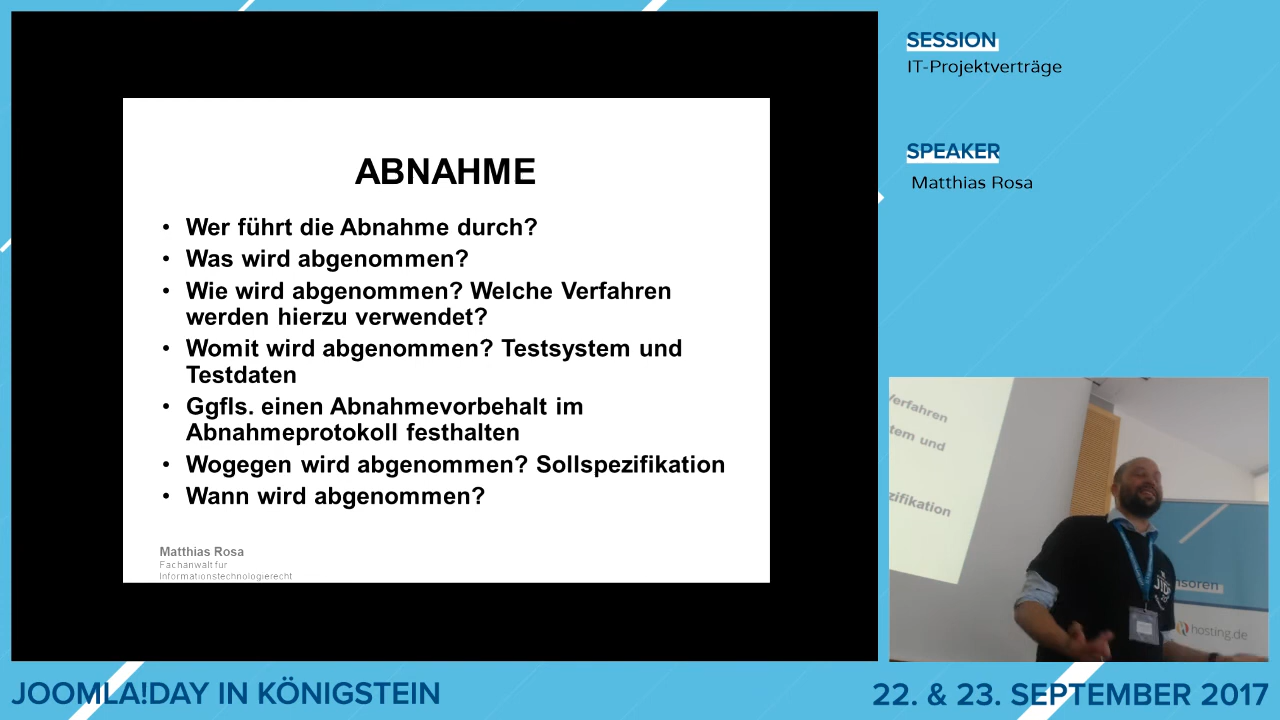 SESSION
IT-Projektverträge
SPEAKER
Matthias Rosa
ABNAHME
• Wer führt die Abnahme durch?
• Was wird abgenommen?
• Wie wird abgenommen? Welche Verfahren
werden hierzu verwendet?
• Womit wird abgenommen? Testsystem und
Testdaten
• Ggfls. einen Abnahmevorbehalt im
Abnahmeprotokoll festhalten
• Wogegen wird abgenommen? Sollspezifikation
• Wann wird abgenommen?
Matthias Rosa
Fachanwalt für
Informationstechnologierecht
Verfahren
tem und
zifikation
nsoren
hosting.de
JOOMLA!DAY IN KÖNIGSTEIN
22. & 23. SEPTEMBER 2017